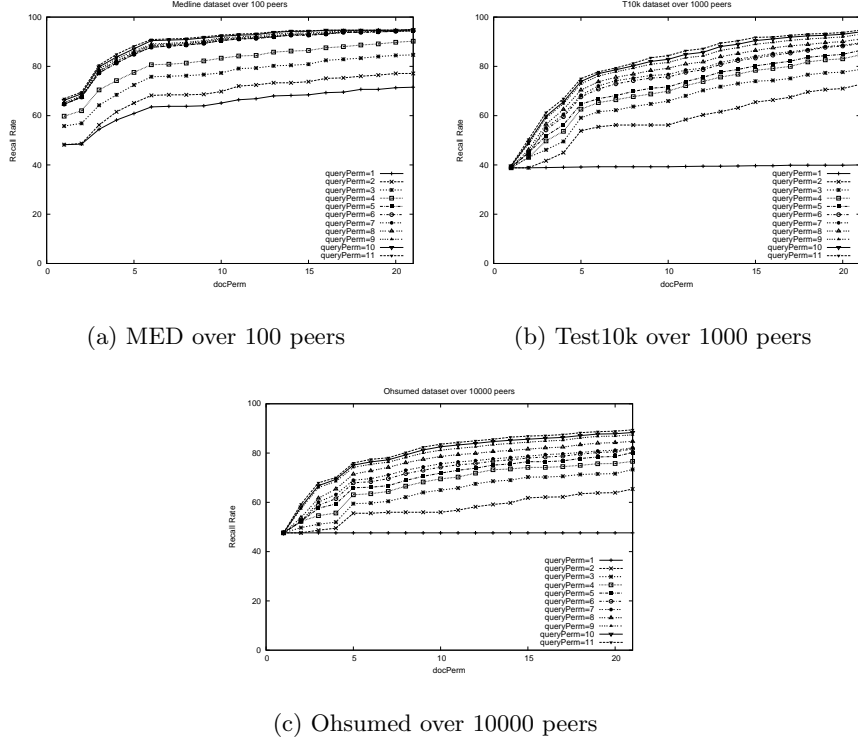 Medline dataset over 100 peers
100
80
60
40
20
0
Recall Rate
queryPerm=1
queryPerm=2
queryPerm=3
queryPerm=4
queryPerm=5
queryPerm=6
queryPerm=7
queryPerm=8
queryPerm=9
queryPerm=10
queryPerm=11
0 5 10 15 20
docPerm
(a) MED over 100 peers
T10k dataset over 1000 peers
100
80
60
40
20
0
Recall Rate
queryPerm=1
queryPerm=2
queryPerm=3
queryPerm=4
queryPerm=5
queryPerm=6
queryPerm=7
queryPerm=8
queryPerm=9
queryPerm=10
queryPerm=11
0 5 10 15 20
docPerm
(b) Test10k over 1000 peers
Ohsumed dataset over 10000 peers
100
80
60
40
20
0
Recall Rate
queryPerm=1
queryPerm=2
queryPerm=3
queryPerm=4
queryPerm=5
queryPerm=6
queryPerm=7
queryPerm=8
queryPerm=9
queryPerm=10
queryPerm=11
0 5 10 15 20
docPerm
(c) Ohsumed over 10000 peers